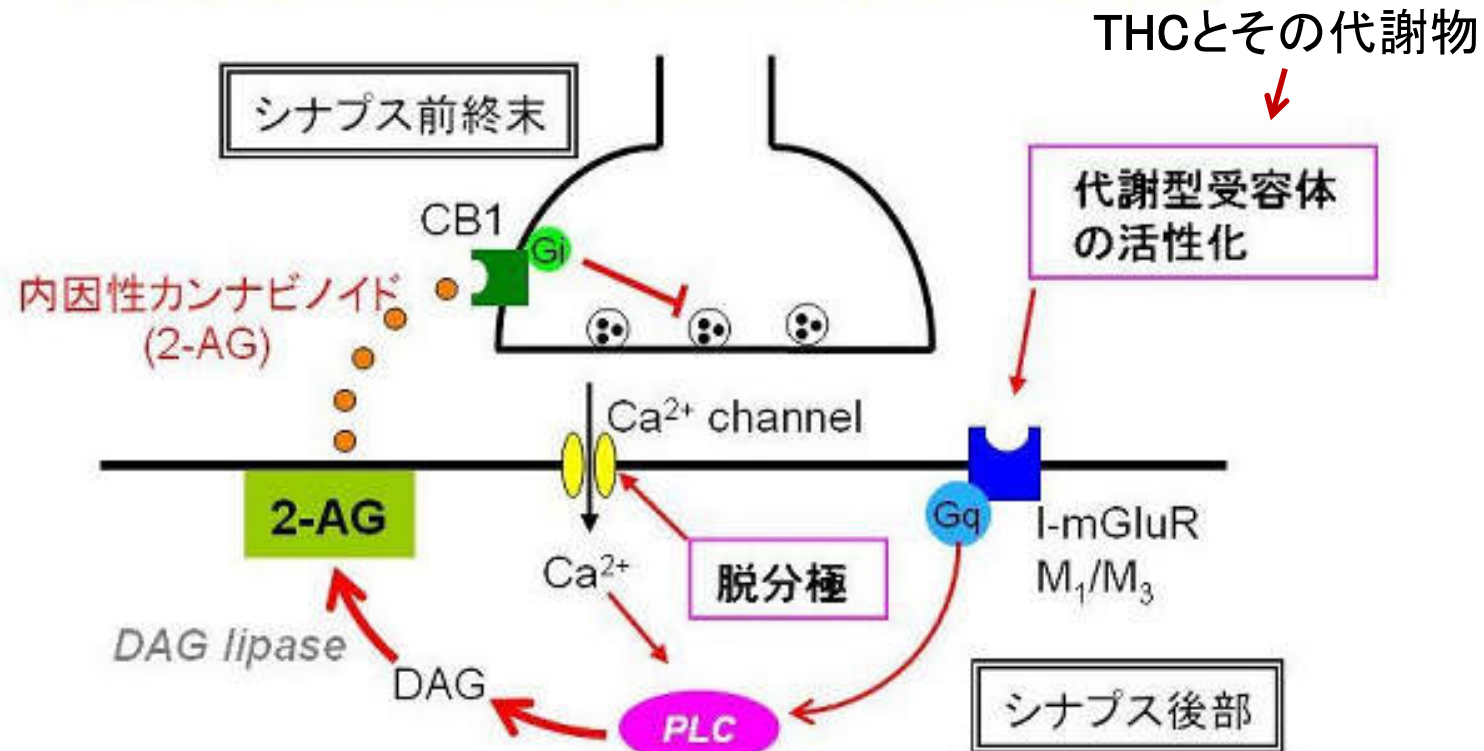 THCとその代謝物
シナプス前終末
代謝型受容体
の活性化
CB1
Gi
内因性カンナビノイド
(2-AG)
Ca²⁺ channel
2-AG
Gq
I-mGluR
M₁/M₃
Ca²⁺
脱分極
DAG lipase
DAG
PLC
シナプス後部